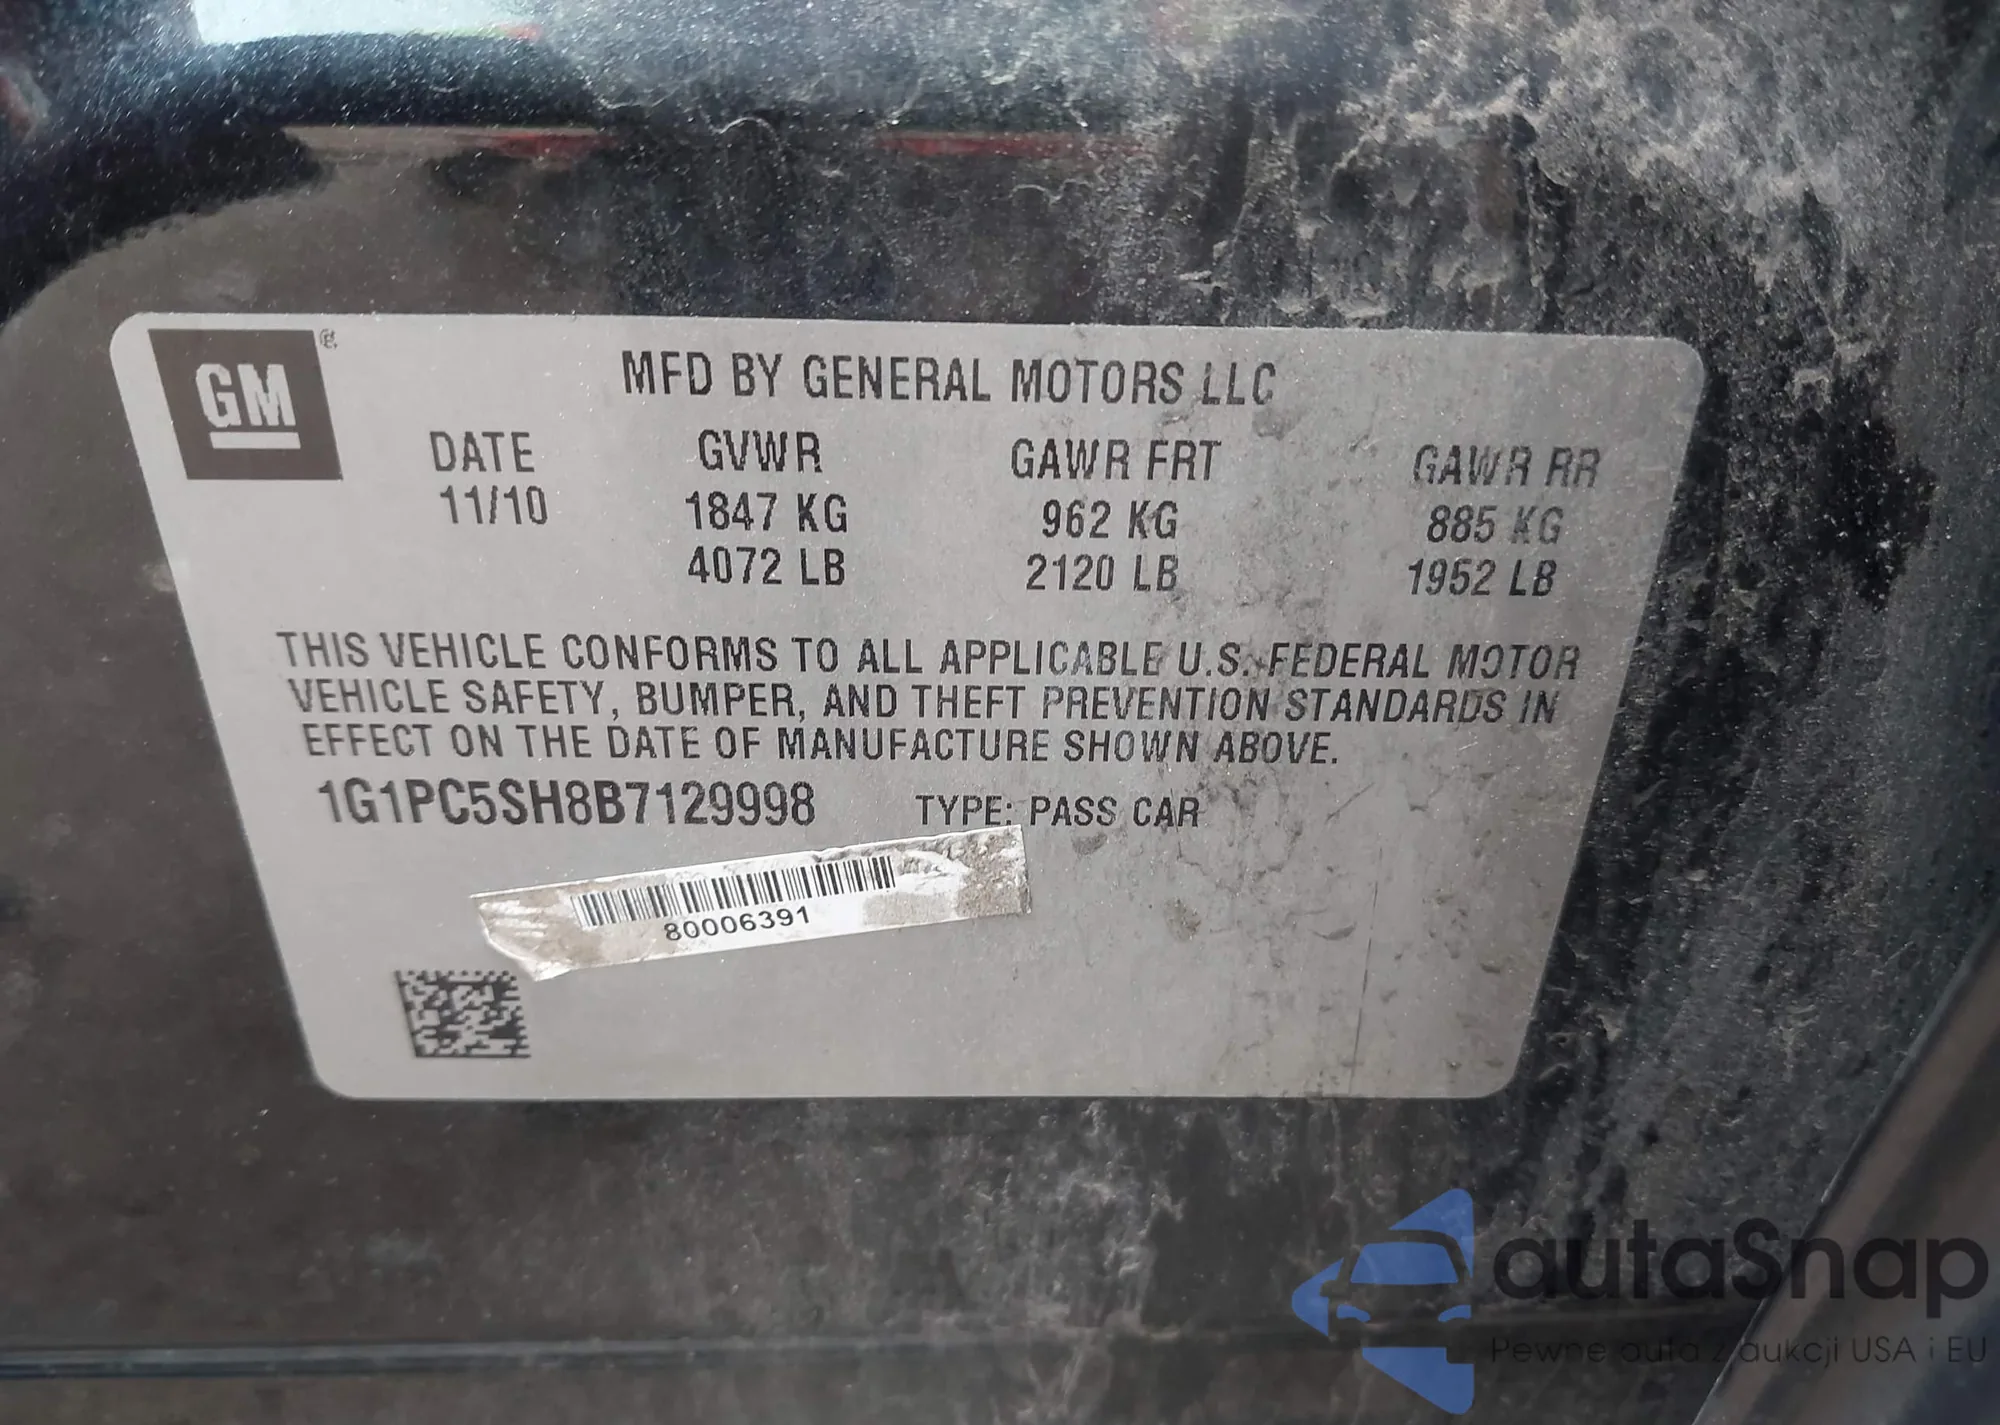 GM
MFD BY GENERAL MOTORS LLC
DATE GVWR GAWR FRT GAWR RR
11/10 1847 KG 962 KG 885 KG
4072 LB 2120 LB 1952 LB
THIS VEHICLE CONFORMS TO ALL APPLICABLE U.S. FEDERAL MOTOR
VEHICLE SAFETY, BUMPER, AND THEFT PREVENTION STANDARDS IN
EFFECT ON THE DATE OF MANUFACTURE SHOWN ABOVE.
1G1PC5SH8B7129998 TYPE: PASS CAR
80006391
autaSnap
Pewne auta z aukcji USA i EU